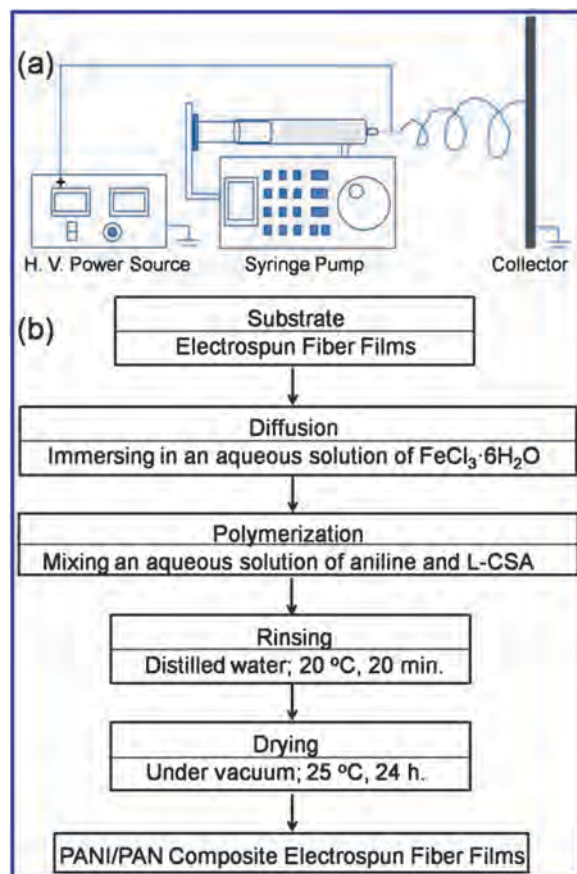 (a)
+
H. V. Power Source
Syringe Pump
Collector
(b)
Substrate
Electrospun Fiber Films
Diffusion
Immersing in an aqueous solution of FeCl₃·6H₂O
Polymerization
Mixing an aqueous solution of aniline and L-CSA
Rinsing
Distilled water; 20 ºC, 20 min.
Drying
Under vacuum; 25 ºC, 24 h.
PANI/PAN Composite Electrospun Fiber Films